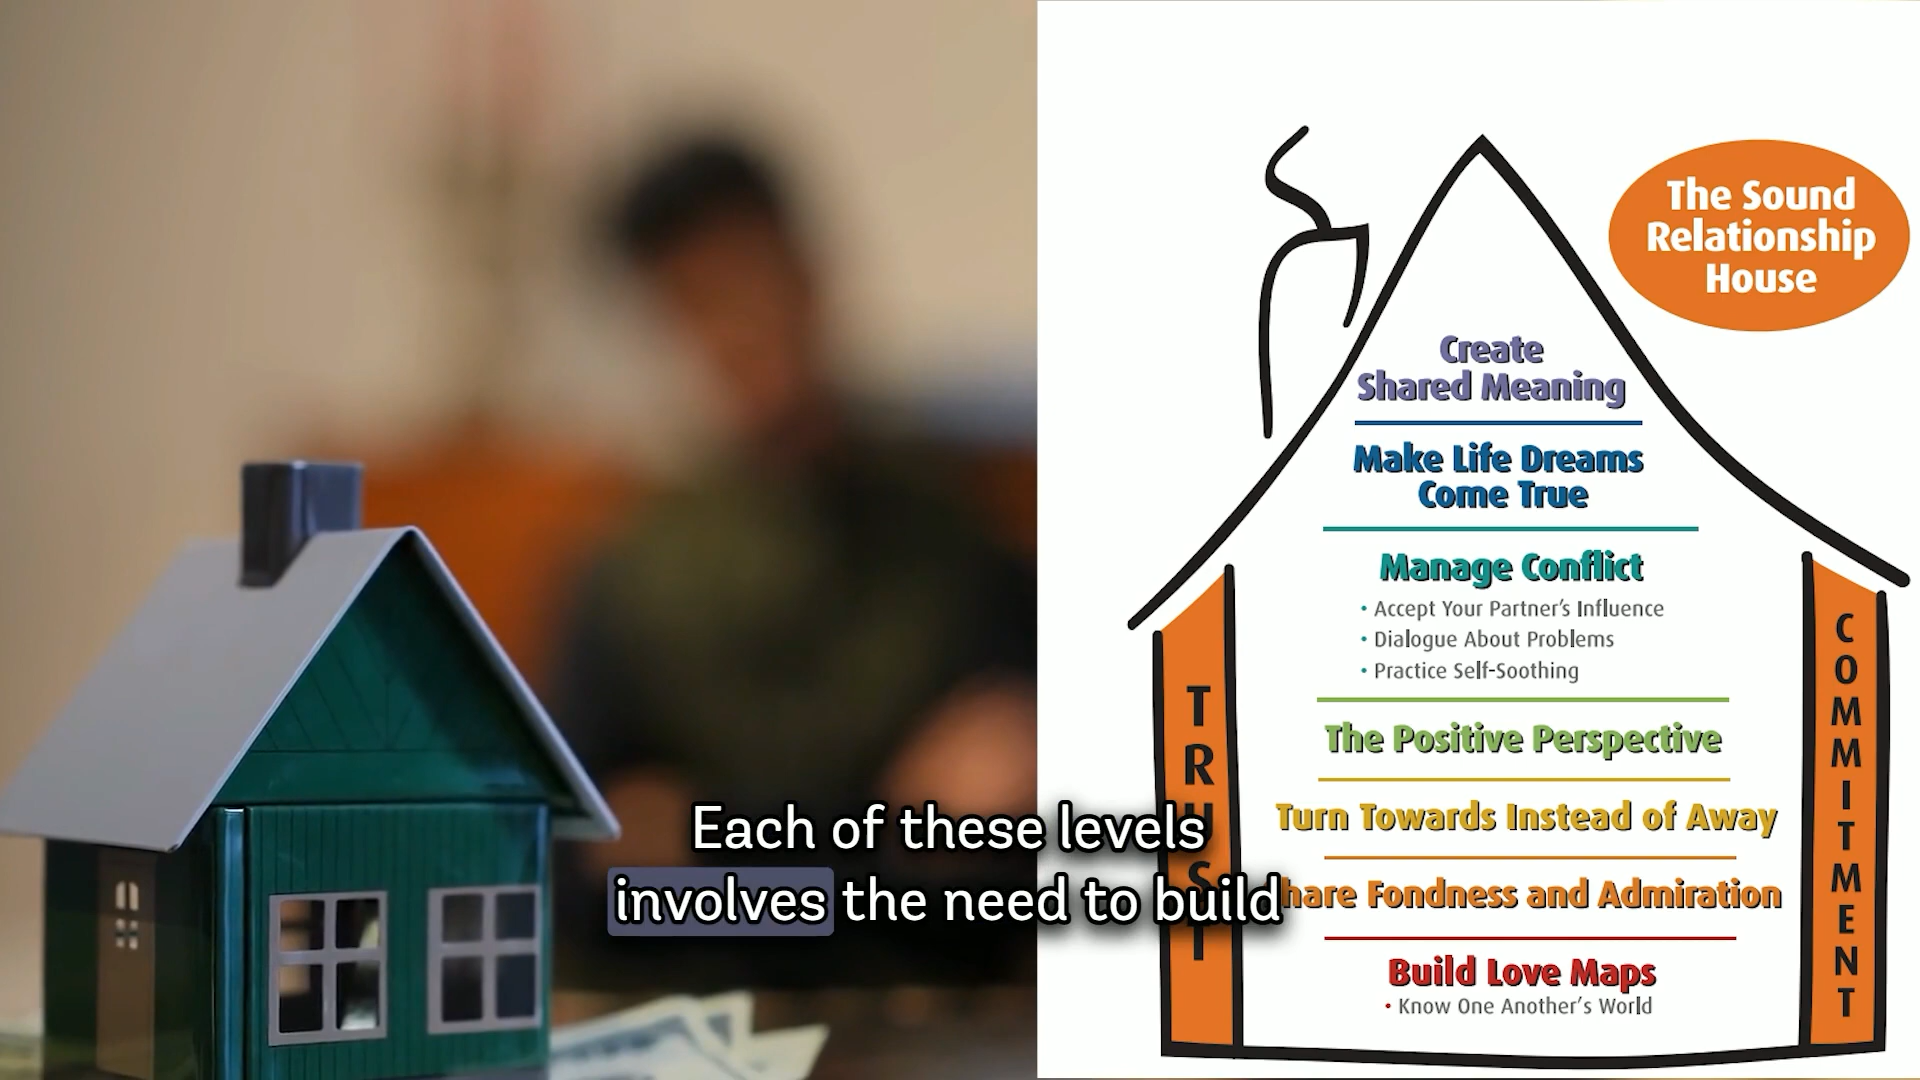 The Sound
Relationship
House
Create
Shared Meaning
Make Life Dreams
Come True
Manage Conflict
• Accept Your Partner's Influence
• Dialogue About Problems
• Practice Self-Soothing
The Positive Perspective
Turn Towards Instead of Away
Share Fondness and Admiration
Build Love Maps
• Know One Another's World
TRUST
COMMITMENT
Each of these levels
involves the need to build